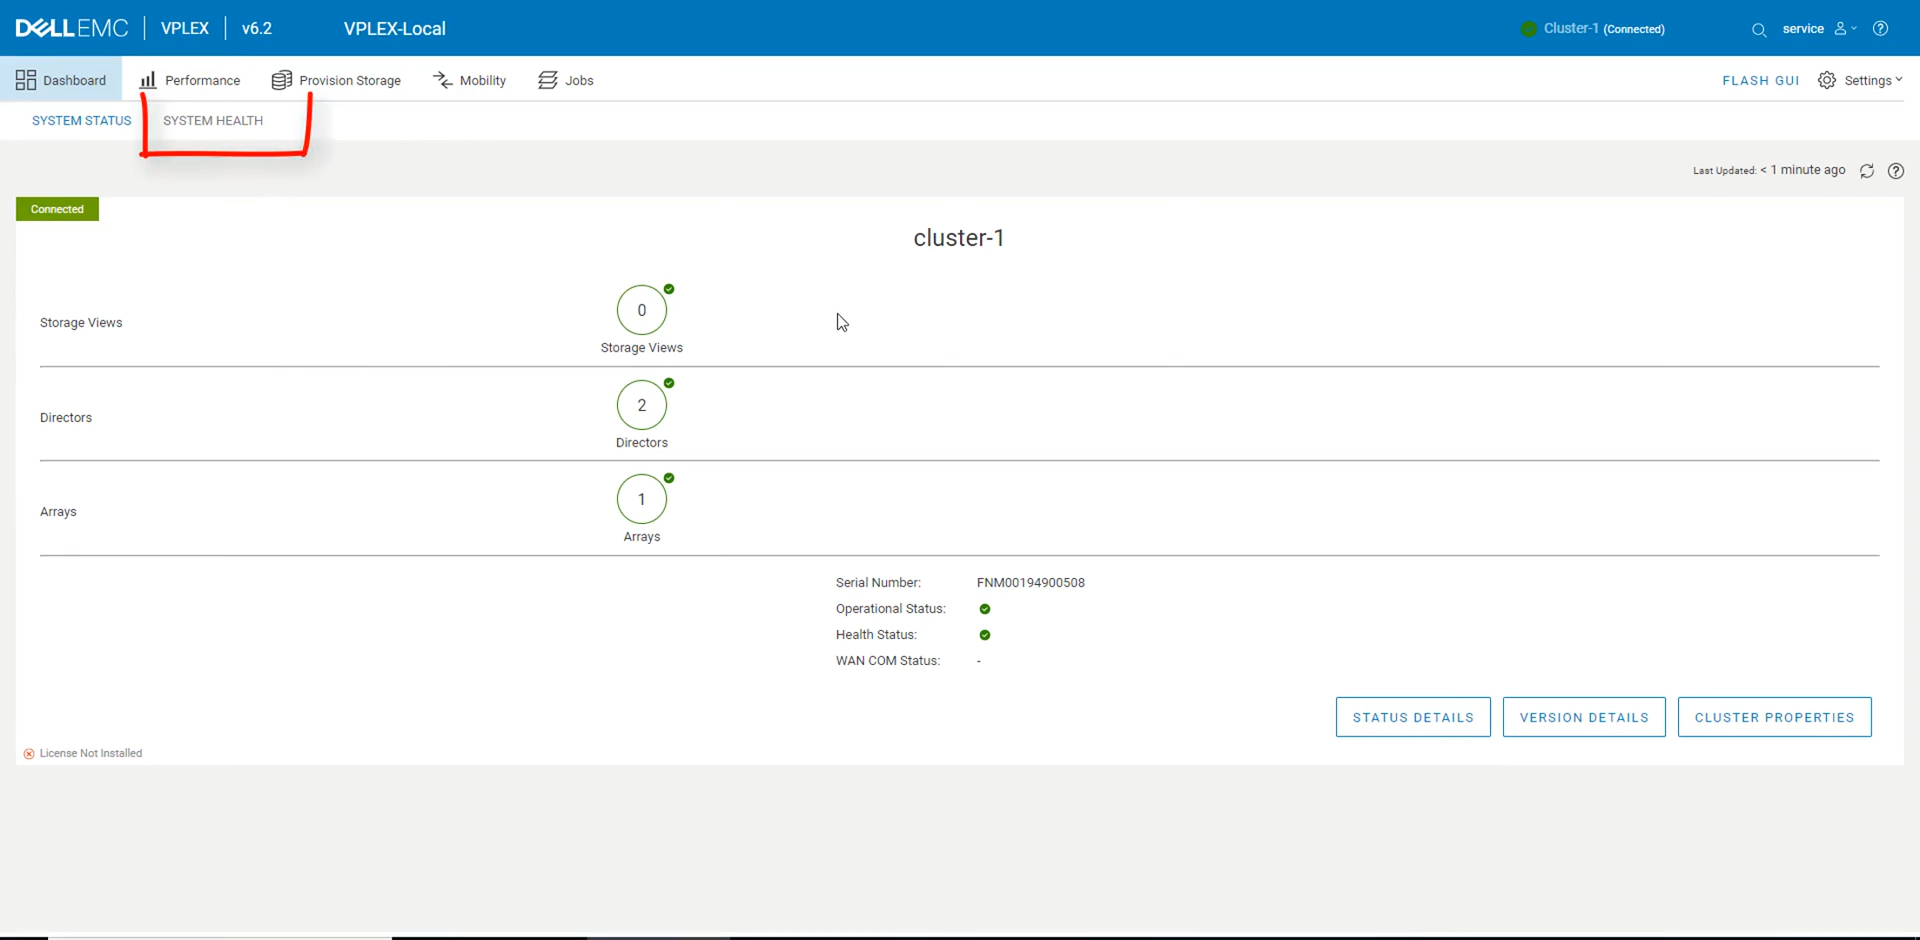 DELLEMC VPLEX v6.2 VPLEX-Local Cluster-1 (Connected) service
Dashboard Performance Provision Storage Mobility Jobs FLASH GUI Settings
SYSTEM STATUS SYSTEM HEALTH
Last Updated: < 1 minute ago
Connected
cluster-1
Storage Views
0
Storage Views
Directors
2
Directors
Arrays
1
Arrays
Serial Number: FNM00194900508
Operational Status:
Health Status:
WAN COM Status: -
STATUS DETAILS VERSION DETAILS CLUSTER PROPERTIES
License Not Installed